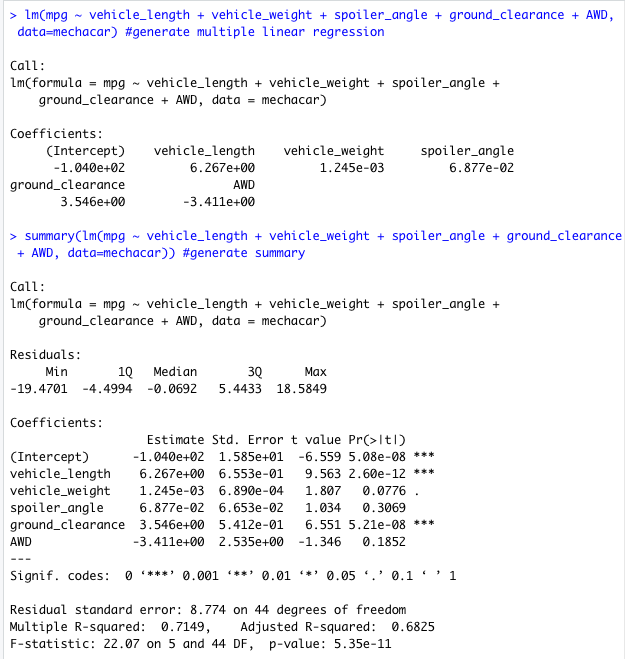 > lm(mpg ~ vehicle_length + vehicle_weight + spoiler_angle + ground_clearance + AWD,
 data=mechacar) #generate multiple linear regression

Call:
lm(formula = mpg ~ vehicle_length + vehicle_weight + spoiler_angle +
    ground_clearance + AWD, data = mechacar)

Coefficients:
     (Intercept)    vehicle_length    vehicle_weight     spoiler_angle
      -1.040e+02         6.267e+00         1.245e-03         6.877e-02
ground_clearance               AWD
       3.546e+00        -3.411e+00

> summary(lm(mpg ~ vehicle_length + vehicle_weight + spoiler_angle + ground_clearance
 + AWD, data=mechacar)) #generate summary

Call:
lm(formula = mpg ~ vehicle_length + vehicle_weight + spoiler_angle +
    ground_clearance + AWD, data = mechacar)

Residuals:
     Min       1Q   Median       3Q      Max
-19.4701  -4.4994  -0.0692   5.4433  18.5849

Coefficients:
                   Estimate Std. Error t value Pr(>|t|)
(Intercept)      -1.040e+02  1.585e+01  -6.559 5.08e-08 ***
vehicle_length    6.267e+00  6.553e-01   9.563 2.60e-12 ***
vehicle_weight    1.245e-03  6.890e-04   1.807   0.0776 .
spoiler_angle     6.877e-02  6.653e-02   1.034   0.3069
ground_clearance  3.546e+00  5.412e-01   6.551 5.21e-08 ***
AWD              -3.411e+00  2.535e+00  -1.346   0.1852
---
Signif. codes:  0 ‘***’ 0.001 ‘**’ 0.01 ‘*’ 0.05 ‘.’ 0.1 ‘ ’ 1

Residual standard error: 8.774 on 44 degrees of freedom
Multiple R-squared:  0.7149,    Adjusted R-squared:  0.6825
F-statistic: 22.07 on 5 and 44 DF,  p-value: 5.35e-11